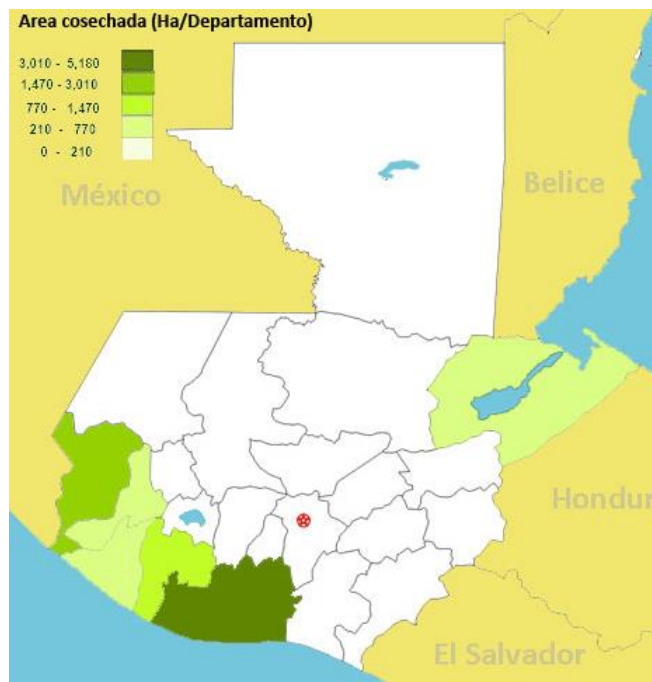 Area cosechada (Ha/Departamento)
3,010 - 5,180
1,470 - 3,010
770 - 1,470
210 - 770
0 - 210
México
Belice
Hondur
El Salvador